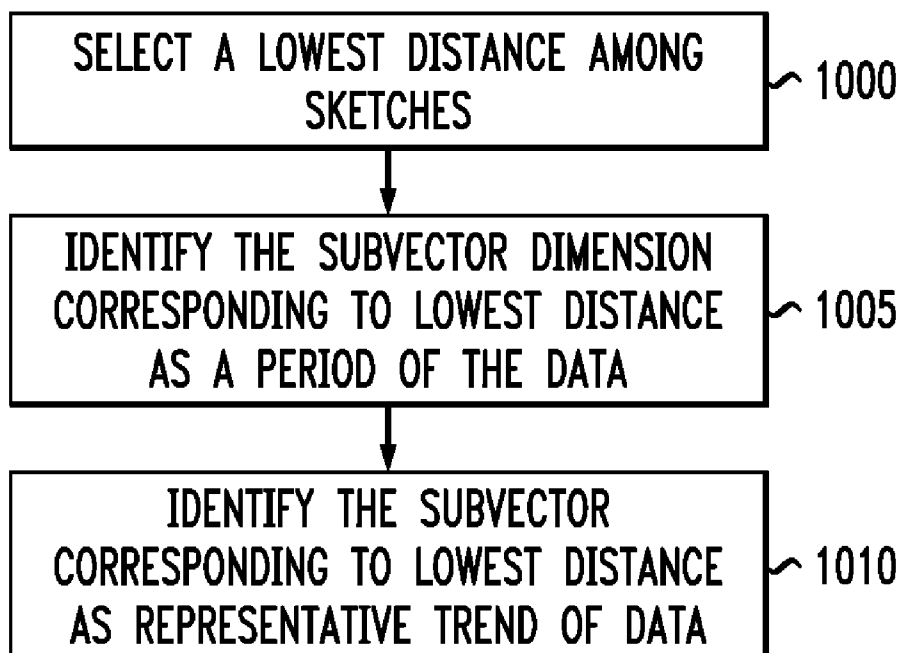 SELECT A LOWEST DISTANCE AMONG
SKETCHES
1000
IDENTIFY THE SUBVECTOR DIMENSION
CORRESPONDING TO LOWEST DISTANCE
AS A PERIOD OF THE DATA
1005
IDENTIFY THE SUBVECTOR
CORRESPONDING TO LOWEST DISTANCE
AS REPRESENTATIVE TREND OF DATA
1010